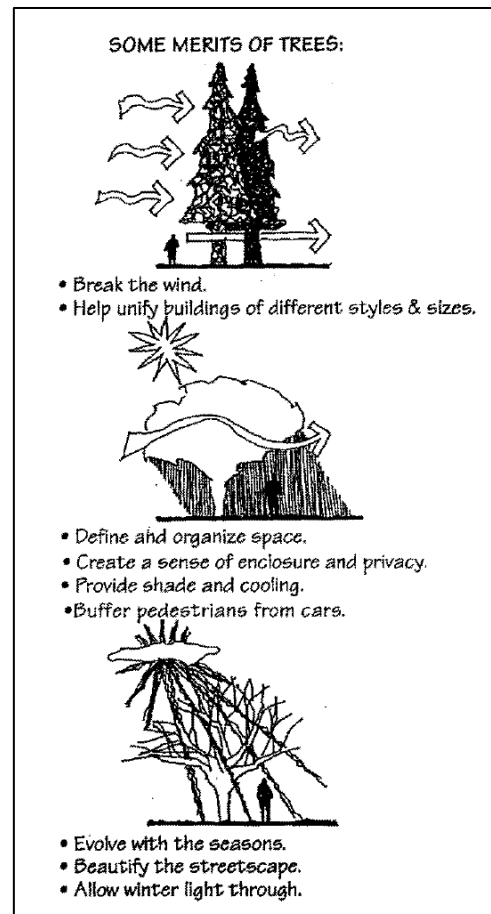 SOME MERITS OF TREES:
• Break the wind.
• Help unify buildings of different styles & sizes.
• Define and organize space.
• Create a sense of enclosure and privacy.
• Provide shade and cooling.
•Buffer pedestrians from cars.
• Evolve with the seasons.
• Beautify the streetscape.
• Allow winter light through.